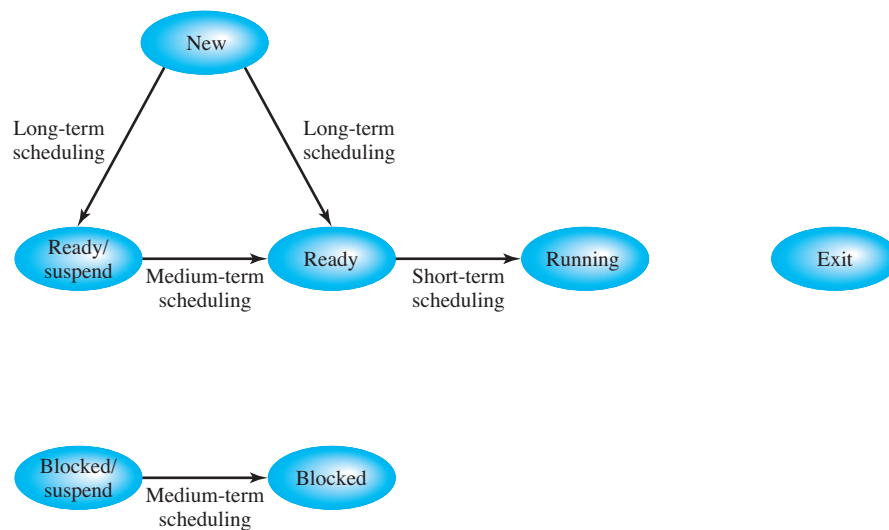 New
Long-term
scheduling
Long-term
scheduling
Ready/
suspend
Medium-term
scheduling
Ready
Short-term
scheduling
Running
Exit
Blocked/
suspend
Medium-term
scheduling
Blocked